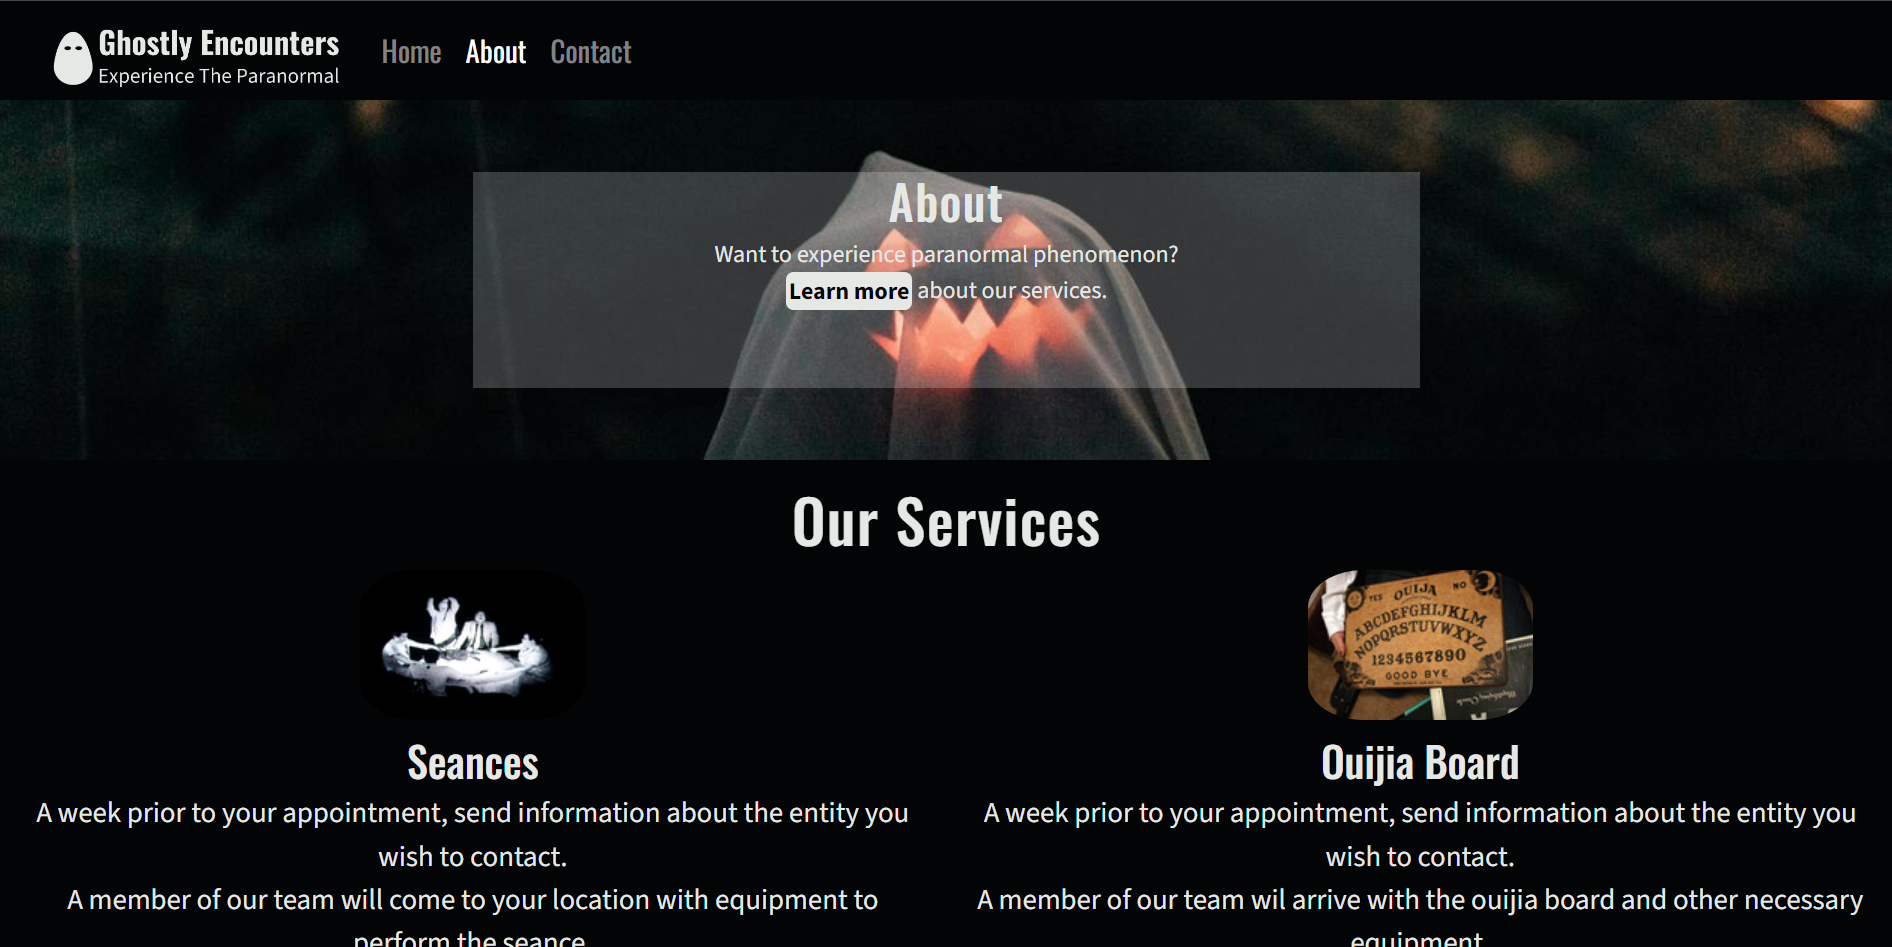 Ghostly Encounters
Experience The Paranormal
Home About Contact
About
Want to experience paranormal phenomenon?
Learn more about our services.
Our Services
YES OUIJA NO
ABCDEFGHIJKLM
NOPQRSTUVWXYZ
1234567890
GOOD BYE
Seances
A week prior to your appointment, send information about the entity you
wish to contact.
A member of our team will come to your location with equipment to
perform the seance.
Ouijia Board
A week prior to your appointment, send information about the entity you
wish to contact.
A member of our team wil arrive with the ouijia board and other necessary
equipment.